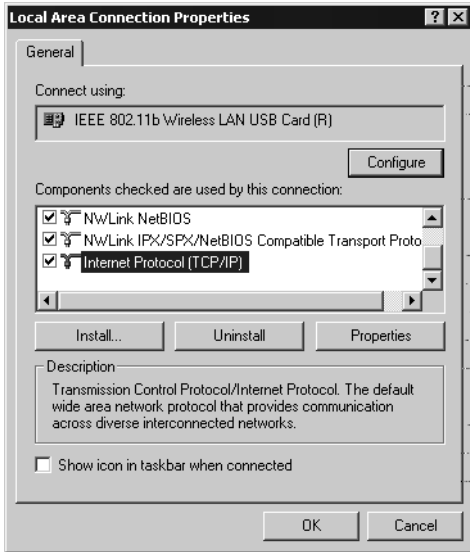 Local Area Connection Properties
General
Connect using:
IEEE 802.11b Wireless LAN USB Card (R)
Configure
Components checked are used by this connection:
NWLink NetBIOS
NWLink IPX/SPX/NetBIOS Compatible Transport Proto
Internet Protocol (TCP/IP)
Install... Uninstall Properties
Description
Transmission Control Protocol/Internet Protocol. The default
wide area network protocol that provides communication
across diverse interconnected networks.
Show icon in taskbar when connected
OK Cancel